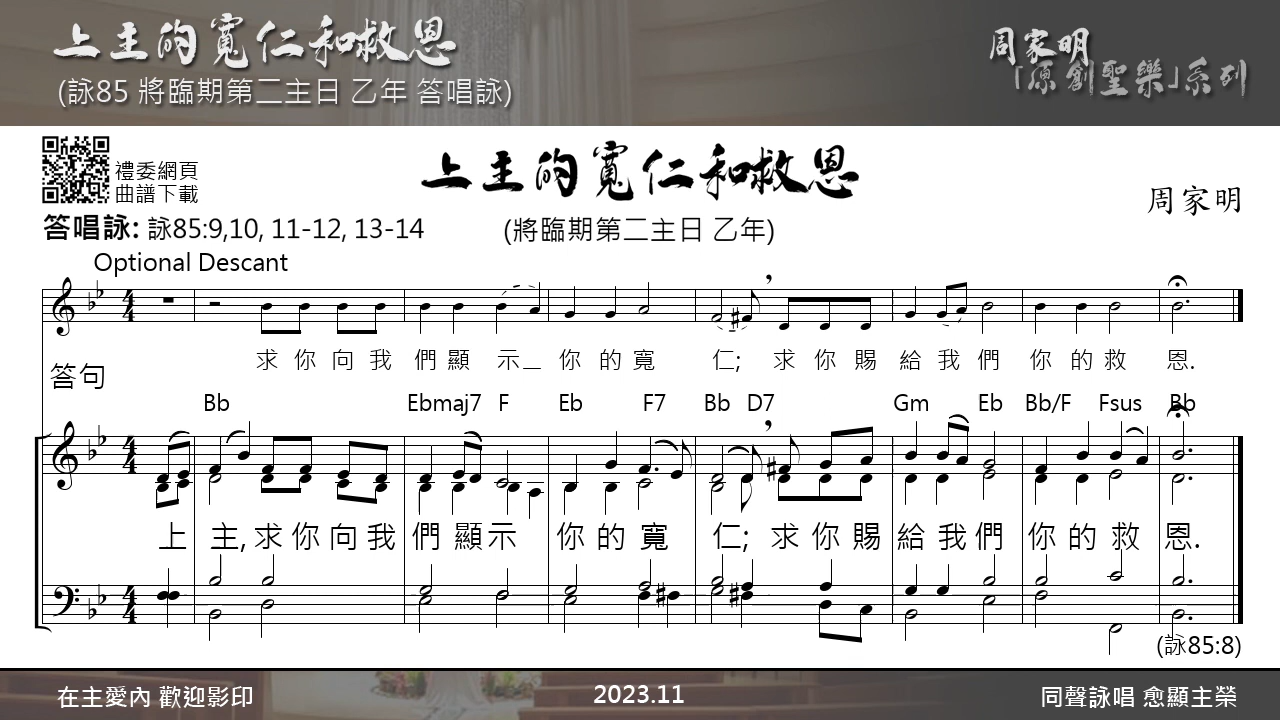 上主的寬仁和救恩
(詠85 將臨期第二主日 乙年 答唱詠)
周家明
「原創聖樂」系列
禮委網頁
曲譜下載
上主的寬仁和救恩
周家明
答唱詠: 詠85:9,10, 11-12, 13-14
(將臨期第二主日 乙年)
Optional Descant
求你向我們顯示你的寬仁; 求你賜給我們你的救恩.
答句
Bb Ebmaj7 F Eb F7 Bb D7 Gm Eb Bb/F Fsus Bb
上主,求你向我們顯示你的寬仁; 求你賜給我們你的救恩.
(詠85:8)
在主愛內 歡迎影印
2023.11
同聲詠唱 愈顯主榮